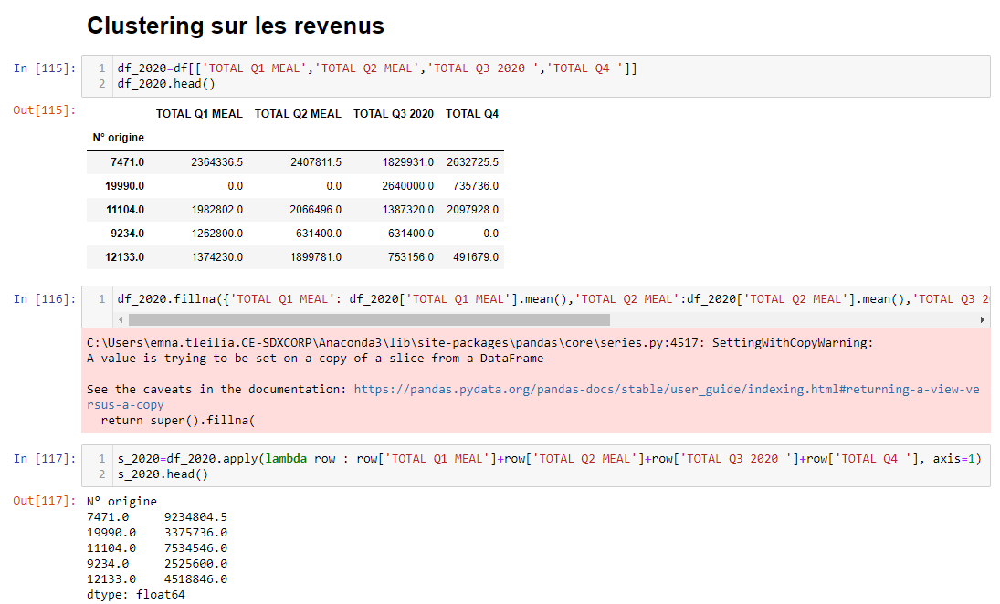 Clustering sur les revenus
In [115]:
1 df_2020=df[['TOTAL Q1 MEAL','TOTAL Q2 MEAL','TOTAL Q3 2020 ','TOTAL Q4 ']]
2 df_2020.head()
Out[115]:
TOTAL Q1 MEAL TOTAL Q2 MEAL TOTAL Q3 2020 TOTAL Q4
N° origine
7471.0 2364336.5 2407811.5 1829931.0 2632725.5
19990.0 0.0 0.0 2640000.0 735736.0
11104.0 1982802.0 2066496.0 1387320.0 2097928.0
9234.0 1262800.0 631400.0 631400.0 0.0
12133.0 1374230.0 1899781.0 753156.0 491679.0
In [116]:
1 df_2020.fillna({'TOTAL Q1 MEAL': df_2020['TOTAL Q1 MEAL'].mean(),'TOTAL Q2 MEAL':df_2020['TOTAL Q2 MEAL'].mean(),'TOTAL Q3 20
C:\Users\emna.tleilia.CE-SDXCORP\Anaconda3\lib\site-packages\pandas\core\series.py:4517: SettingWithCopyWarning:
A value is trying to be set on a copy of a slice from a DataFrame
See the caveats in the documentation: https://pandas.pydata.org/pandas-docs/stable/user_guide/indexing.html#returning-a-view-ve
rsus-a-copy
return super().fillna(
In [117]:
1 s_2020=df_2020.apply(lambda row : row['TOTAL Q1 MEAL']+row['TOTAL Q2 MEAL']+row['TOTAL Q3 2020 ']+row['TOTAL Q4 '], axis=1)
2 s_2020.head()
Out[117]:
N° origine
7471.0 9234804.5
19990.0 3375736.0
11104.0 7534546.0
9234.0 2525600.0
12133.0 4518846.0
dtype: float64